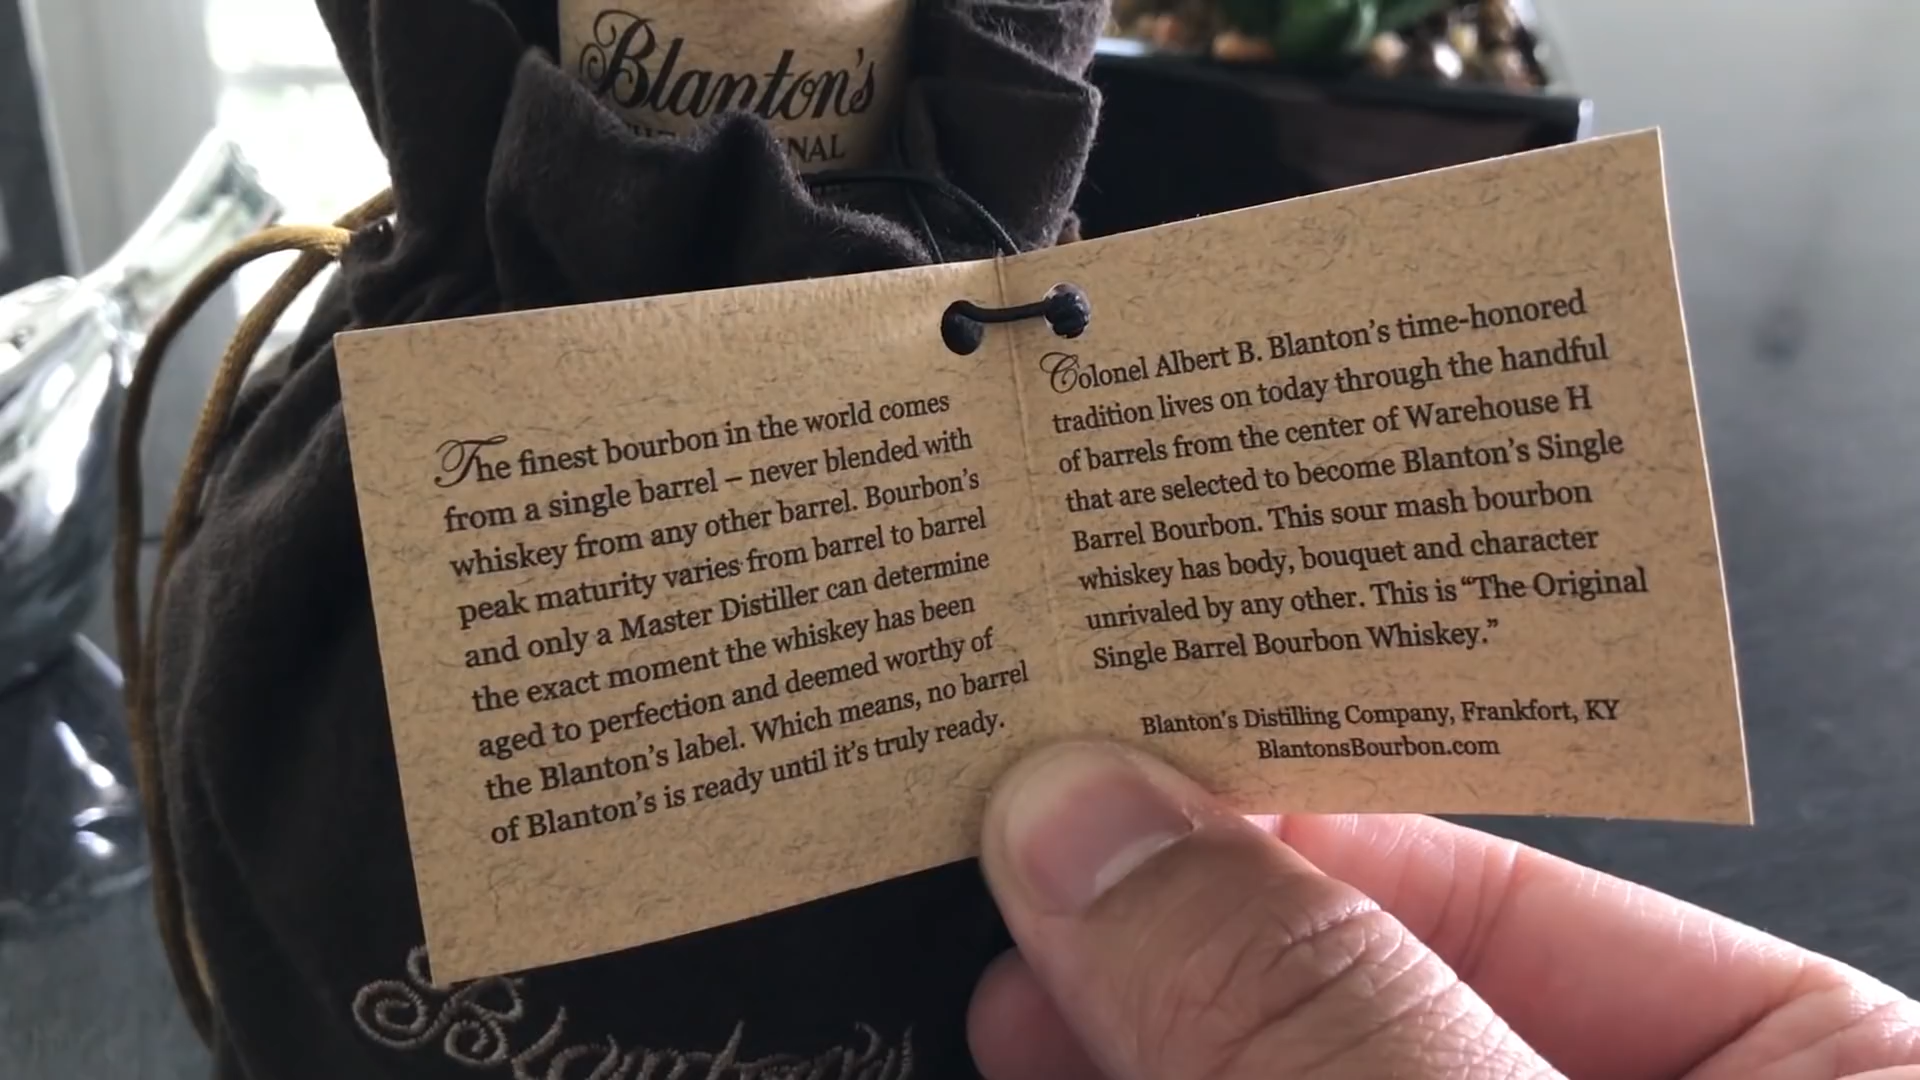 Blanton's
NAL
The finest bourbon in the world comes
from a single barrel – never blended with
whiskey from any other barrel. Bourbon's
peak maturity varies from barrel to barrel
and only a Master Distiller can determine
the exact moment the whiskey has been
aged to perfection and deemed worthy of
the Blanton's label. Which means, no barrel
of Blanton's is ready until it's truly ready.
Colonel Albert B. Blanton's time-honored
tradition lives on today through the handful
of barrels from the center of Warehouse H
that are selected to become Blanton's Single
Barrel Bourbon. This sour mash bourbon
whiskey has body, bouquet and character
unrivaled by any other. This is “The Original
Single Barrel Bourbon Whiskey.”
Blanton's Distilling Company, Frankfort, KY
BlantonsBourbon.com
Blanton's